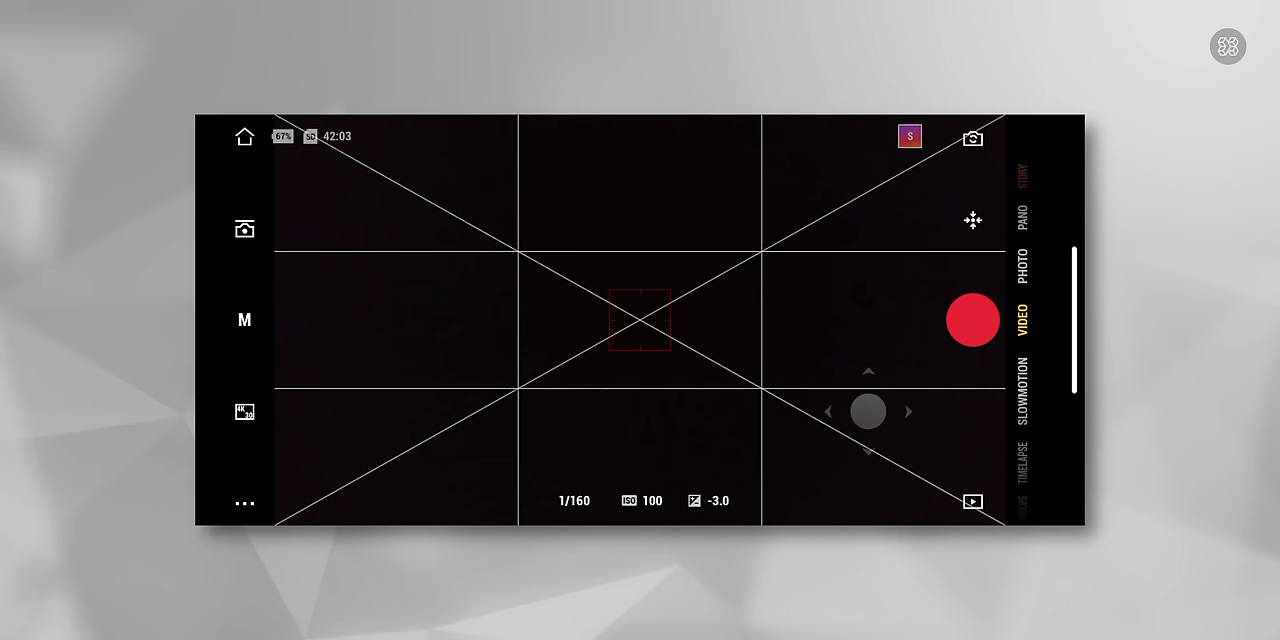 67%
SD
42:03
S
M
4K
30
1/160
ISO 100
-3.0
STORY
PANO
PHOTO
VIDEO
SLOWMOTION
TIMELAPSE